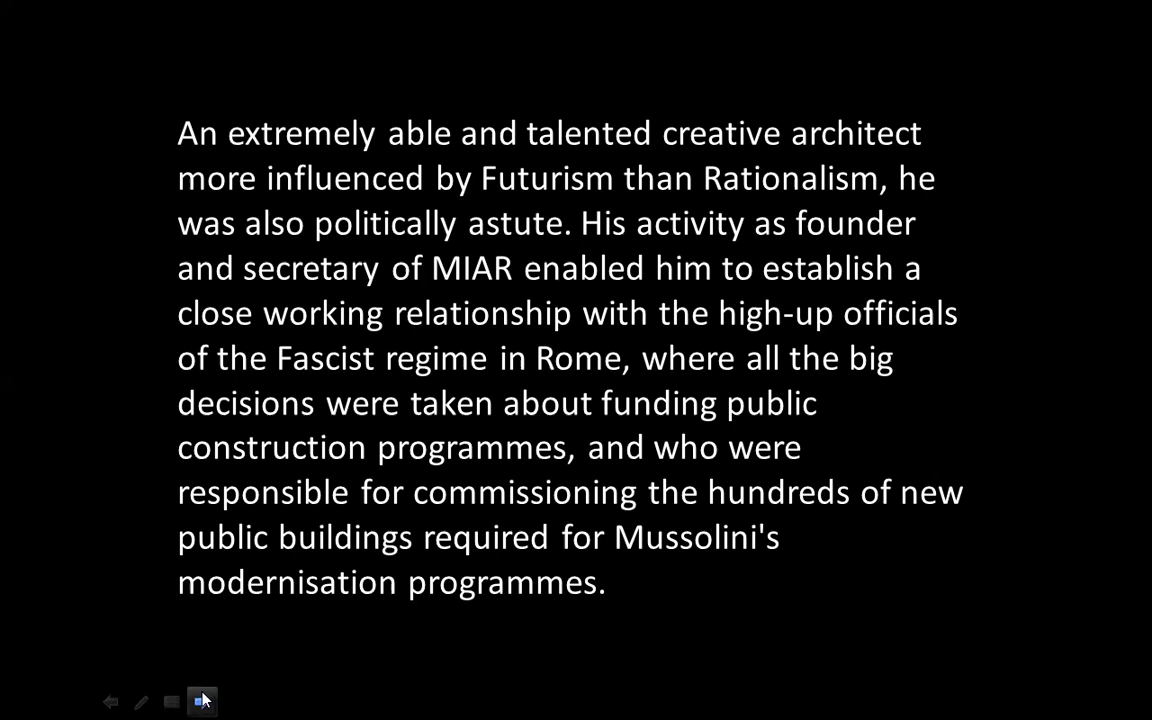 An extremely able and talented creative architect
more influenced by Futurism than Rationalism, he
was also politically astute. His activity as founder
and secretary of MIAR enabled him to establish a
close working relationship with the high-up officials
of the Fascist regime in Rome, where all the big
decisions were taken about funding public
construction programmes, and who were
responsible for commissioning the hundreds of new
public buildings required for Mussolini's
modernisation programmes.